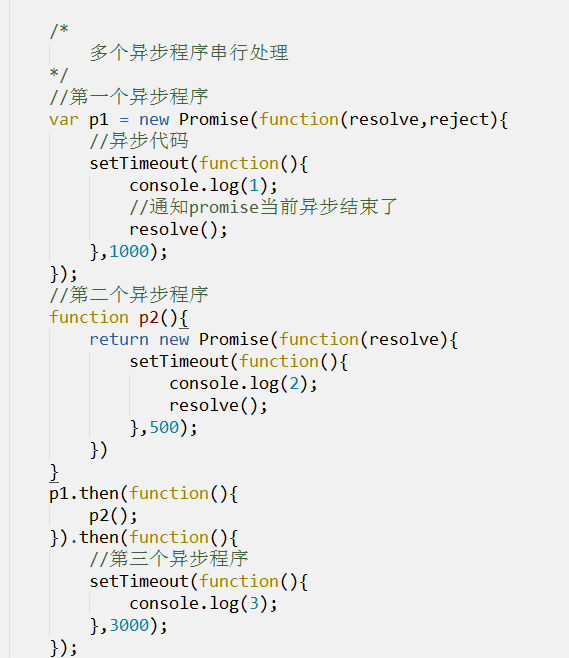 /*
    多个异步程序串行处理
*/
//第一个异步程序
var p1 = new Promise(function(resolve,reject){
    //异步代码
    setTimeout(function(){
        console.log(1);
        //通知promise当前异步结束了
        resolve();
    },1000);
});
//第二个异步程序
function p2(){
    return new Promise(function(resolve){
        setTimeout(function(){
            console.log(2);
            resolve();
        },500);
    })
}
p1.then(function(){
    p2();
}).then(function(){
    //第三个异步程序
    setTimeout(function(){
        console.log(3);
    },3000);
});